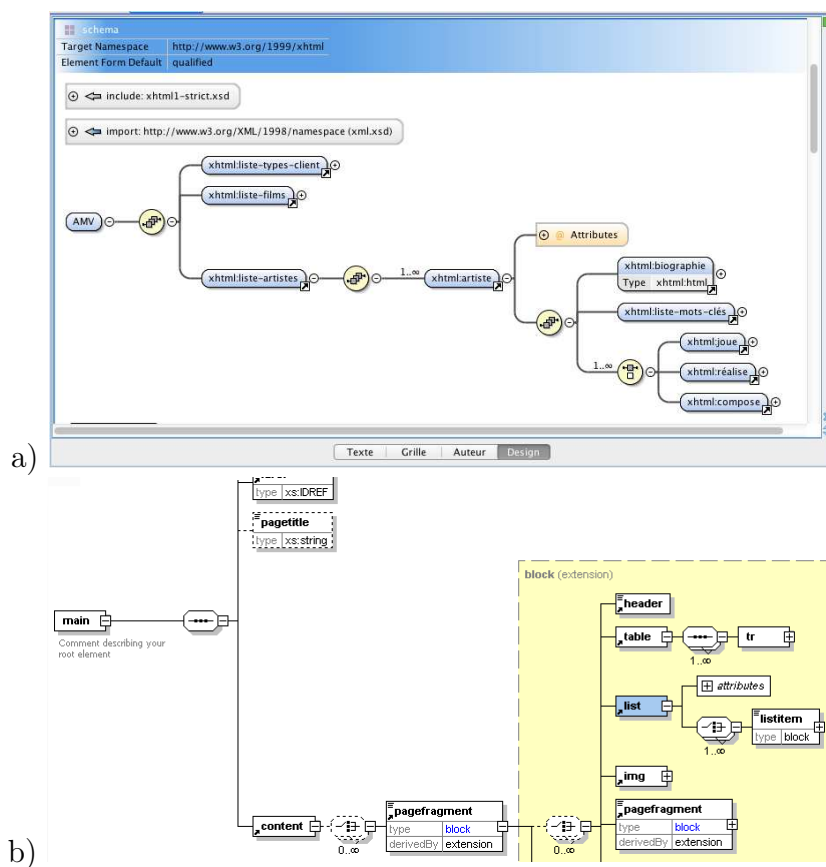 schema
Target Namespace http://www.w3.org/1999/xhtml
Element Form Default qualified
include: xhtml1-strict.xsd
import: http://www.w3.org/XML/1998/namespace (xml.xsd)
xhtml:liste-types-client
xhtml:liste-films
AMV
@ Attributes
xhtml:liste-artistes
1..∞
xhtml:artiste
xhtml:biographie
Type xhtml:html
xhtml:liste-mots-clés
1..∞
xhtml:joue
xhtml:réalise
xhtml:compose
Texte Grille Auteur Design
a)
type xs:IDREF
pagetitle
type xs:string
block (extension)
header
main
Comment describing your
root element
table
tr
1..∞
attributes
list
listitem
type block
1..∞
img
content
0..∞
pagefragment
type block
derivedBy extension
0..∞
pagefragment
type block
derivedBy extension
b)